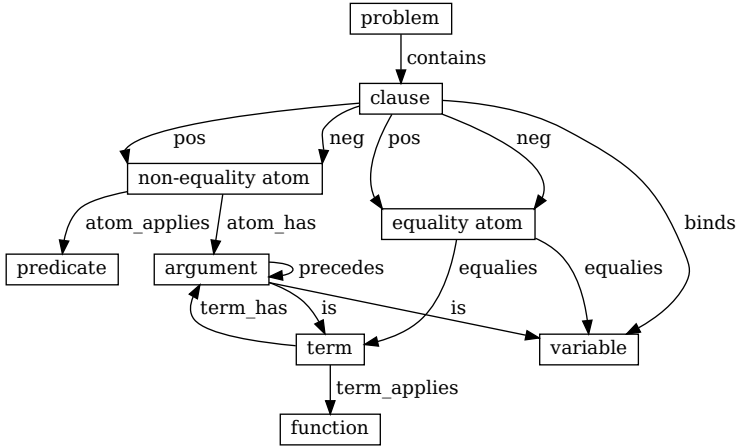 problem
contains
clause
pos
neg
pos
neg
non-equality atom
atom_applies
atom_has
equality atom
binds
predicate
argument
precedes
equalies
equalies
term_has
is
is
term
variable
term_applies
function